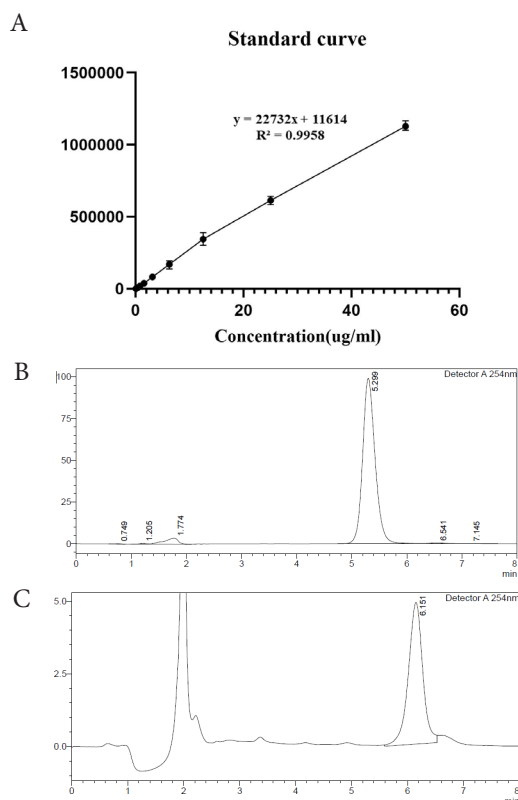 A
Standard curve
1500000
y = 22732x + 11614
R² = 0.9958
1000000
500000
0
0 20 40 60
Concentration(ug/ml)
B
Detector A 254nm
100
75
50
25
0
0.749
1.205
1.774
5.299
6.541
7.145
0 1 2 3 4 5 6 7 8
min
C
Detector A 254nm
5.0
2.5
0.0
6.151
0 1 2 3 4 5 6 7 8
min